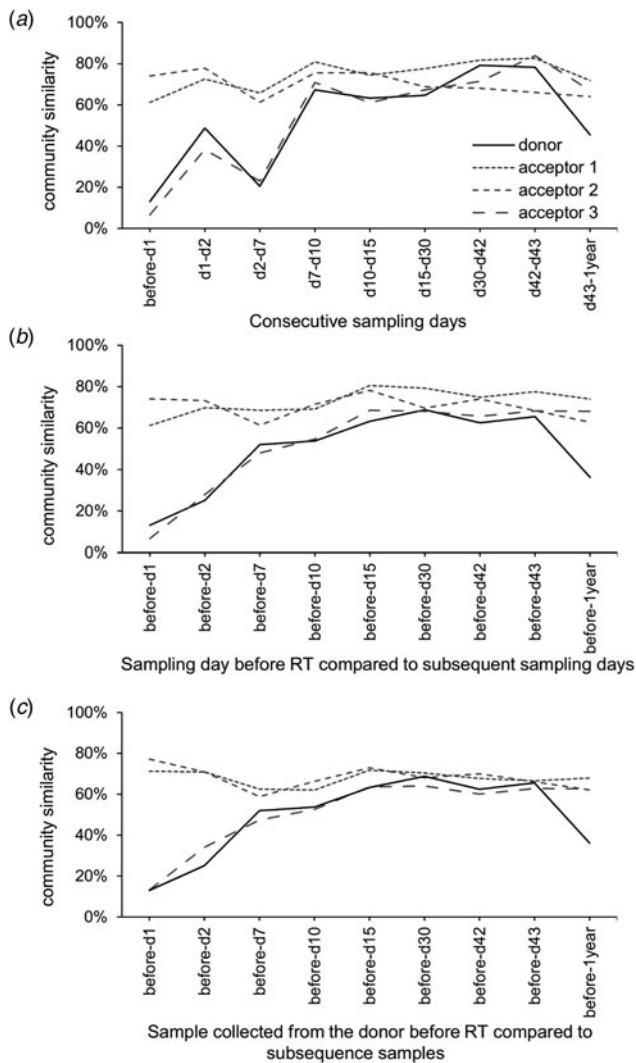 (a)
100%
80%
60%
40%
20%
0%
community similarity
donor
acceptor 1
acceptor 2
acceptor 3
before-d1
d1-d2
d2-d7
d7-d10
d10-d15
d15-d30
d30-d42
d42-d43
d43-1year
Consecutive sampling days
(b)
100%
80%
60%
40%
20%
0%
community similarity
before-d1
before-d2
before-d7
before-d10
before-d15
before-d30
before-d42
before-d43
before-1year
Sampling day before RT compared to subsequent sampling days
(c)
100%
80%
60%
40%
20%
0%
community similarity
before-d1
before-d2
before-d7
before-d10
before-d15
before-d30
before-d42
before-d43
before-1year
Sample collected from the donor before RT compared to
subsequence samples